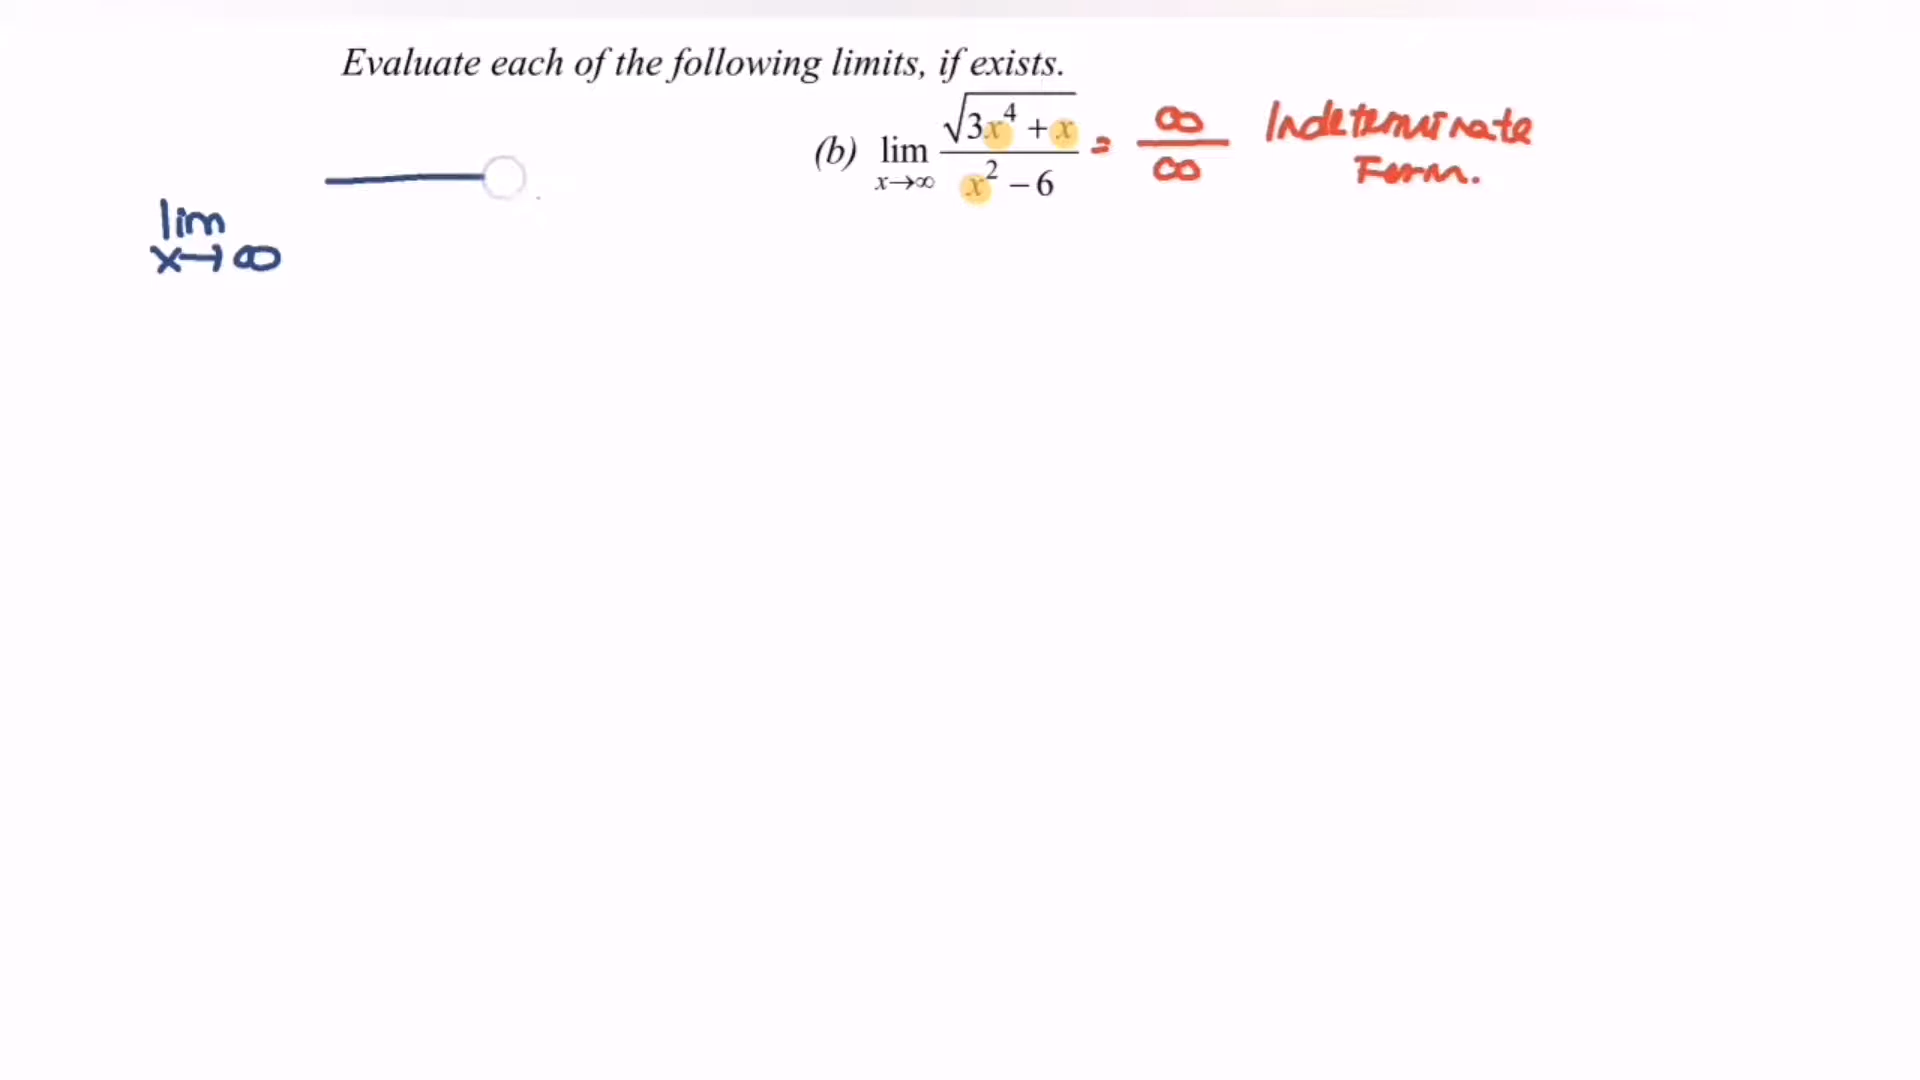 Evaluate each of the following limits, if exists.
(b) lim x→∞ √(3x⁴ + x) / (x² − 6) = ∞/∞ Indeterminate
Form.
lim
x→∞